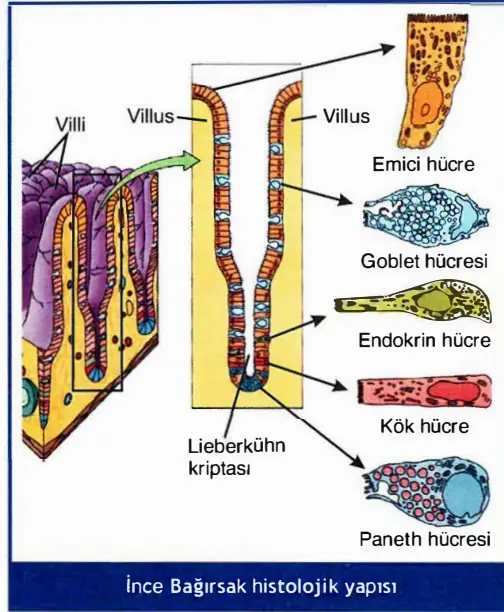 Villi
Villus
Villus
Emici hücre
Goblet hücresi
Endokrin hücre
Kök hücre
Lieberkühn
kriptası
Paneth hücresi
İnce Bağırsak histolojik yapısı